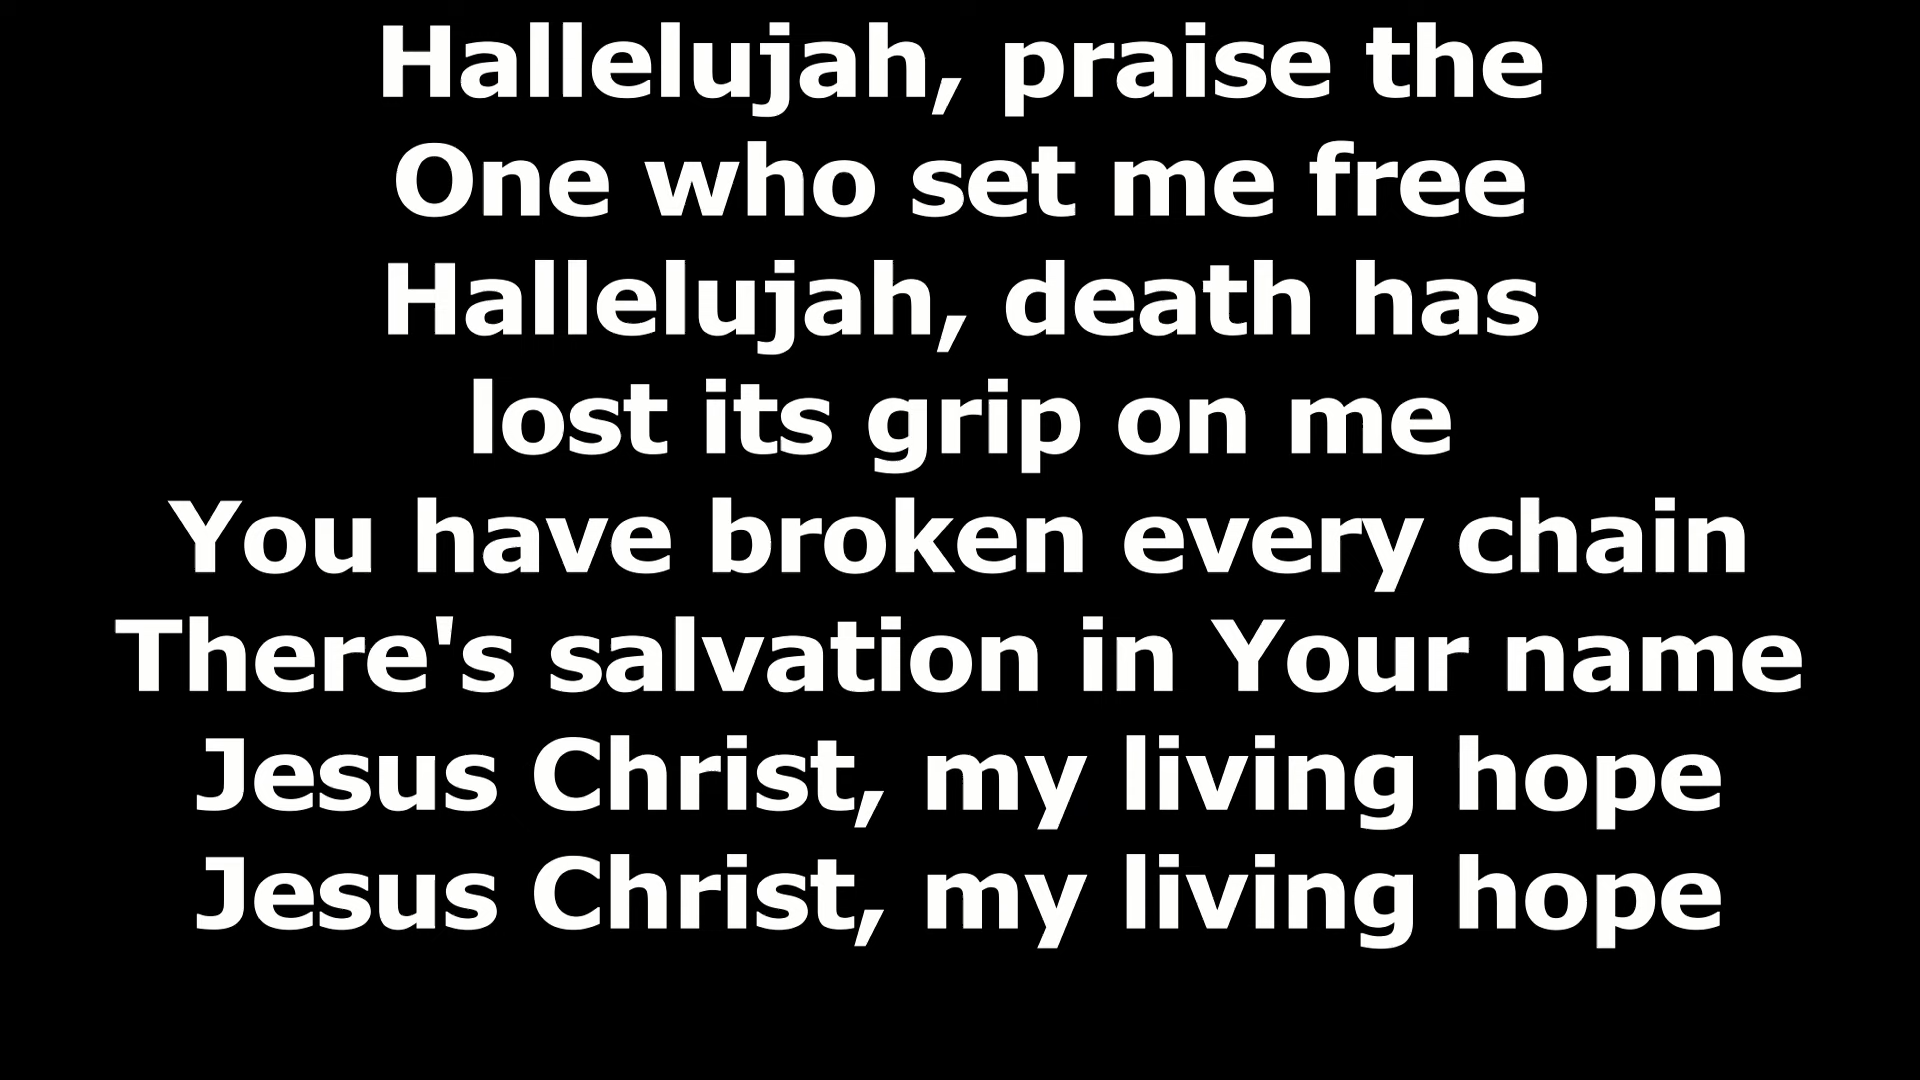 Hallelujah, praise the
One who set me free
Hallelujah, death has
lost its grip on me
You have broken every chain
There's salvation in Your name
Jesus Christ, my living hope
Jesus Christ, my living hope